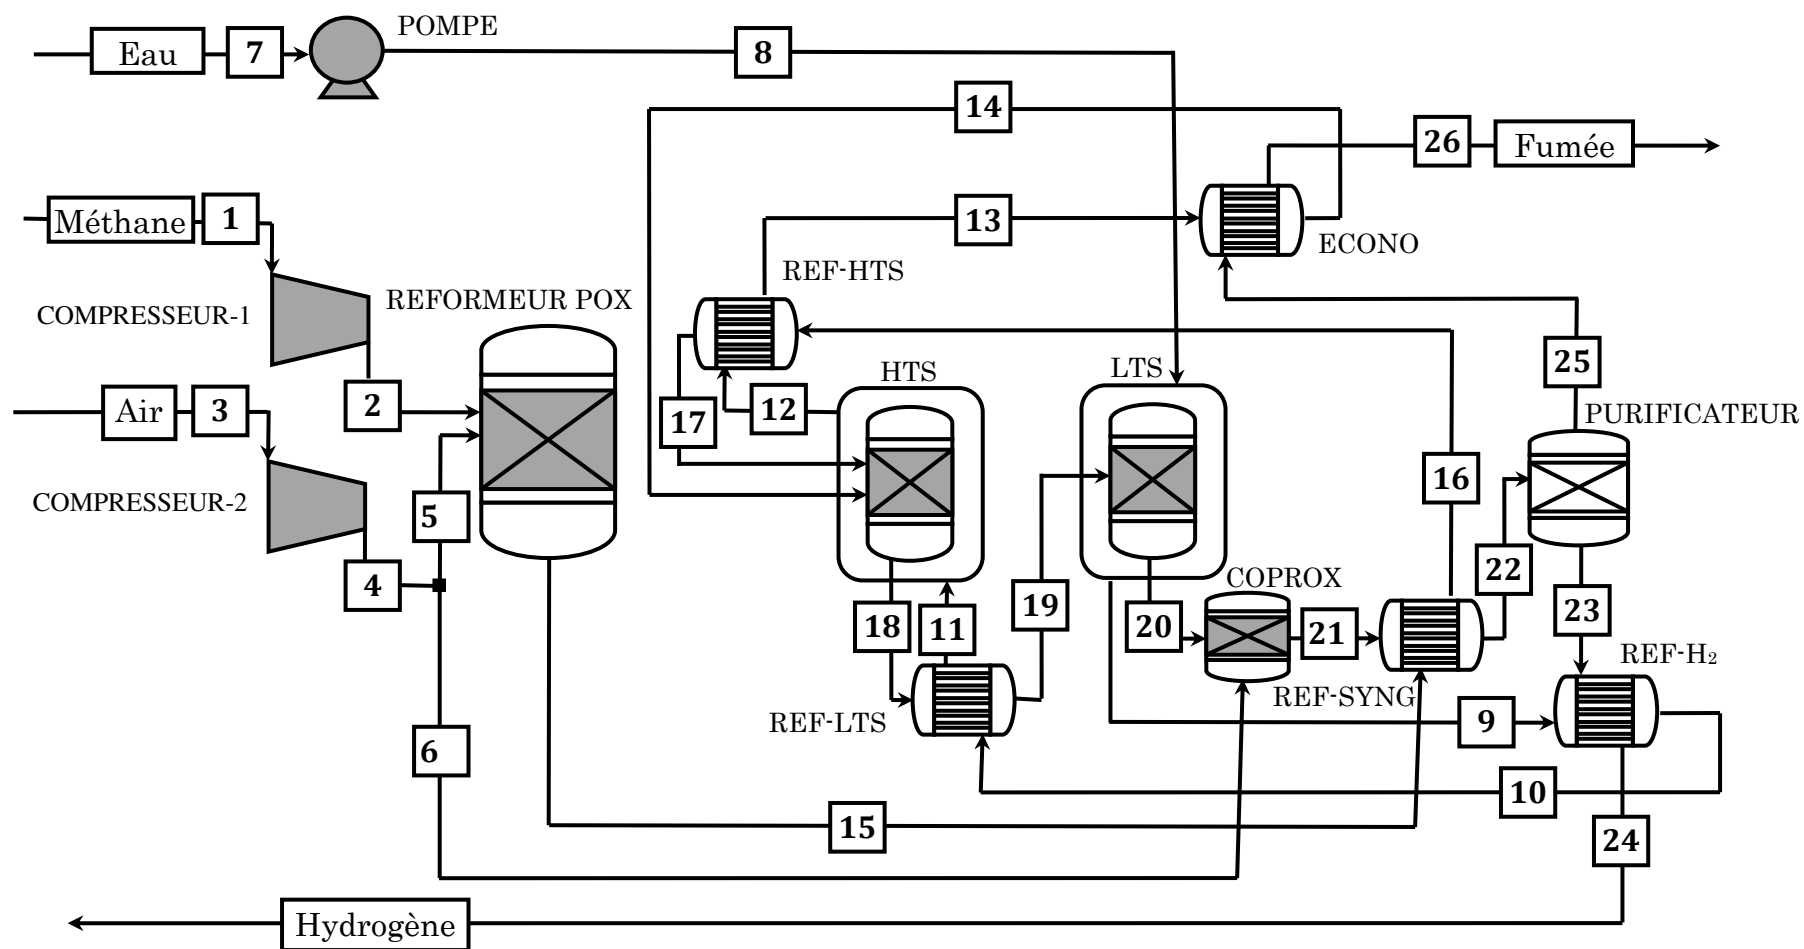 POMPE
Eau
7
8
14
26
Fumée
Méthane
1
13
ECONO
REF-HTS
COMPRESSEUR-1
REFORMEUR POX
25
HTS
LTS
Air
3
2
17
12
PURIFICATEUR
16
COMPRESSEUR-2
5
4
22
COPROX
18
11
19
20
21
23
REF-H₂
REF-LTS
REF-SYNG
9
6
10
15
24
Hydrogène